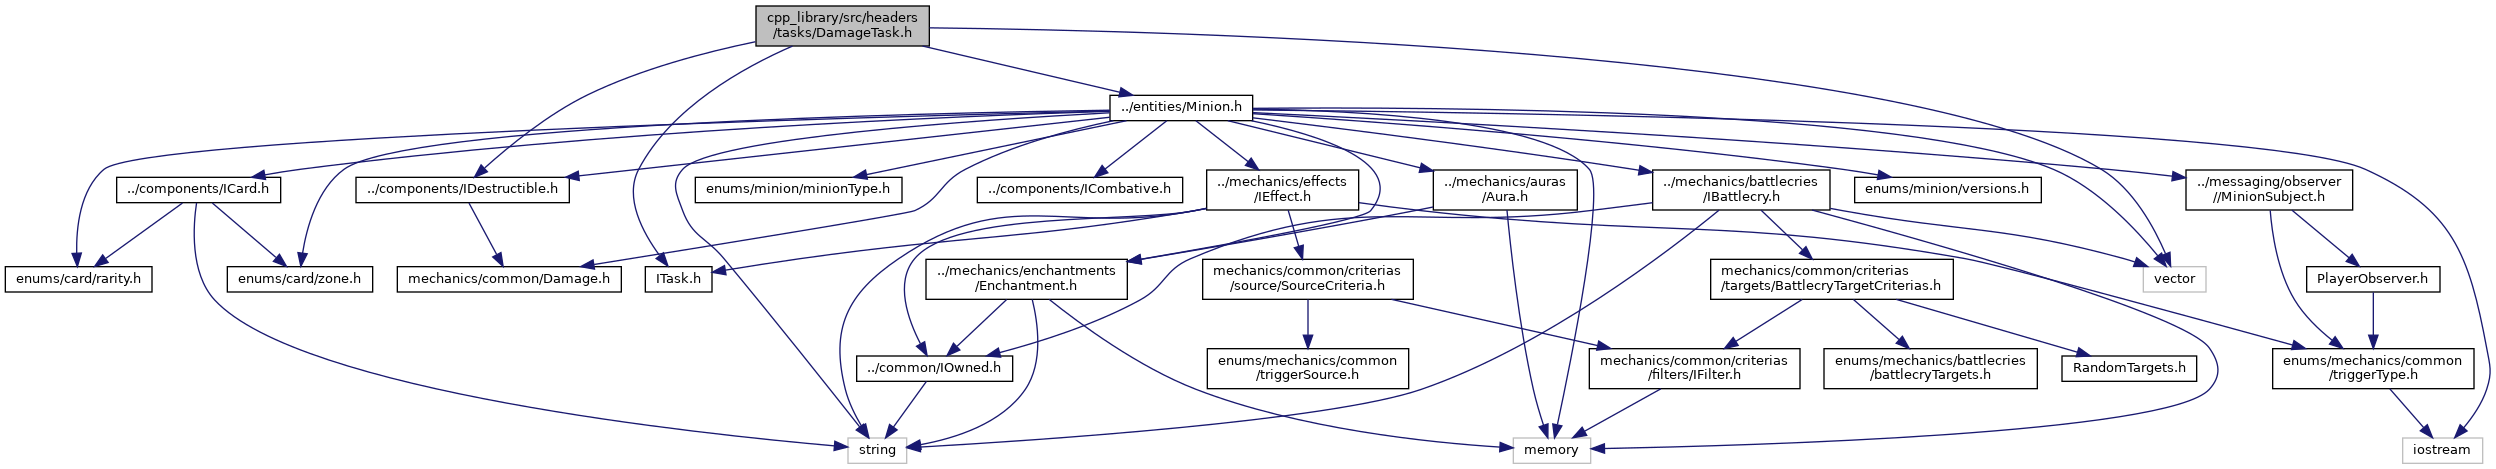 cpp_library/src/headers
/tasks/DamageTask.h
../entities/Minion.h
../components/ICard.h
../components/IDestructible.h
enums/minion/minionType.h
../components/ICombative.h
../mechanics/effects
/IEffect.h
../mechanics/auras
/Aura.h
../mechanics/battlecries
/IBattlecry.h
enums/minion/versions.h
../messaging/observer
//MinionSubject.h
enums/card/rarity.h
enums/card/zone.h
mechanics/common/Damage.h
ITask.h
../mechanics/enchantments
/Enchantment.h
mechanics/common/criterias
/source/SourceCriteria.h
mechanics/common/criterias
/targets/BattlecryTargetCriterias.h
vector
PlayerObserver.h
../common/IOwned.h
enums/mechanics/common
/triggerSource.h
mechanics/common/criterias
/filters/IFilter.h
enums/mechanics/battlecries
/battlecryTargets.h
RandomTargets.h
enums/mechanics/common
/triggerType.h
string
memory
iostream